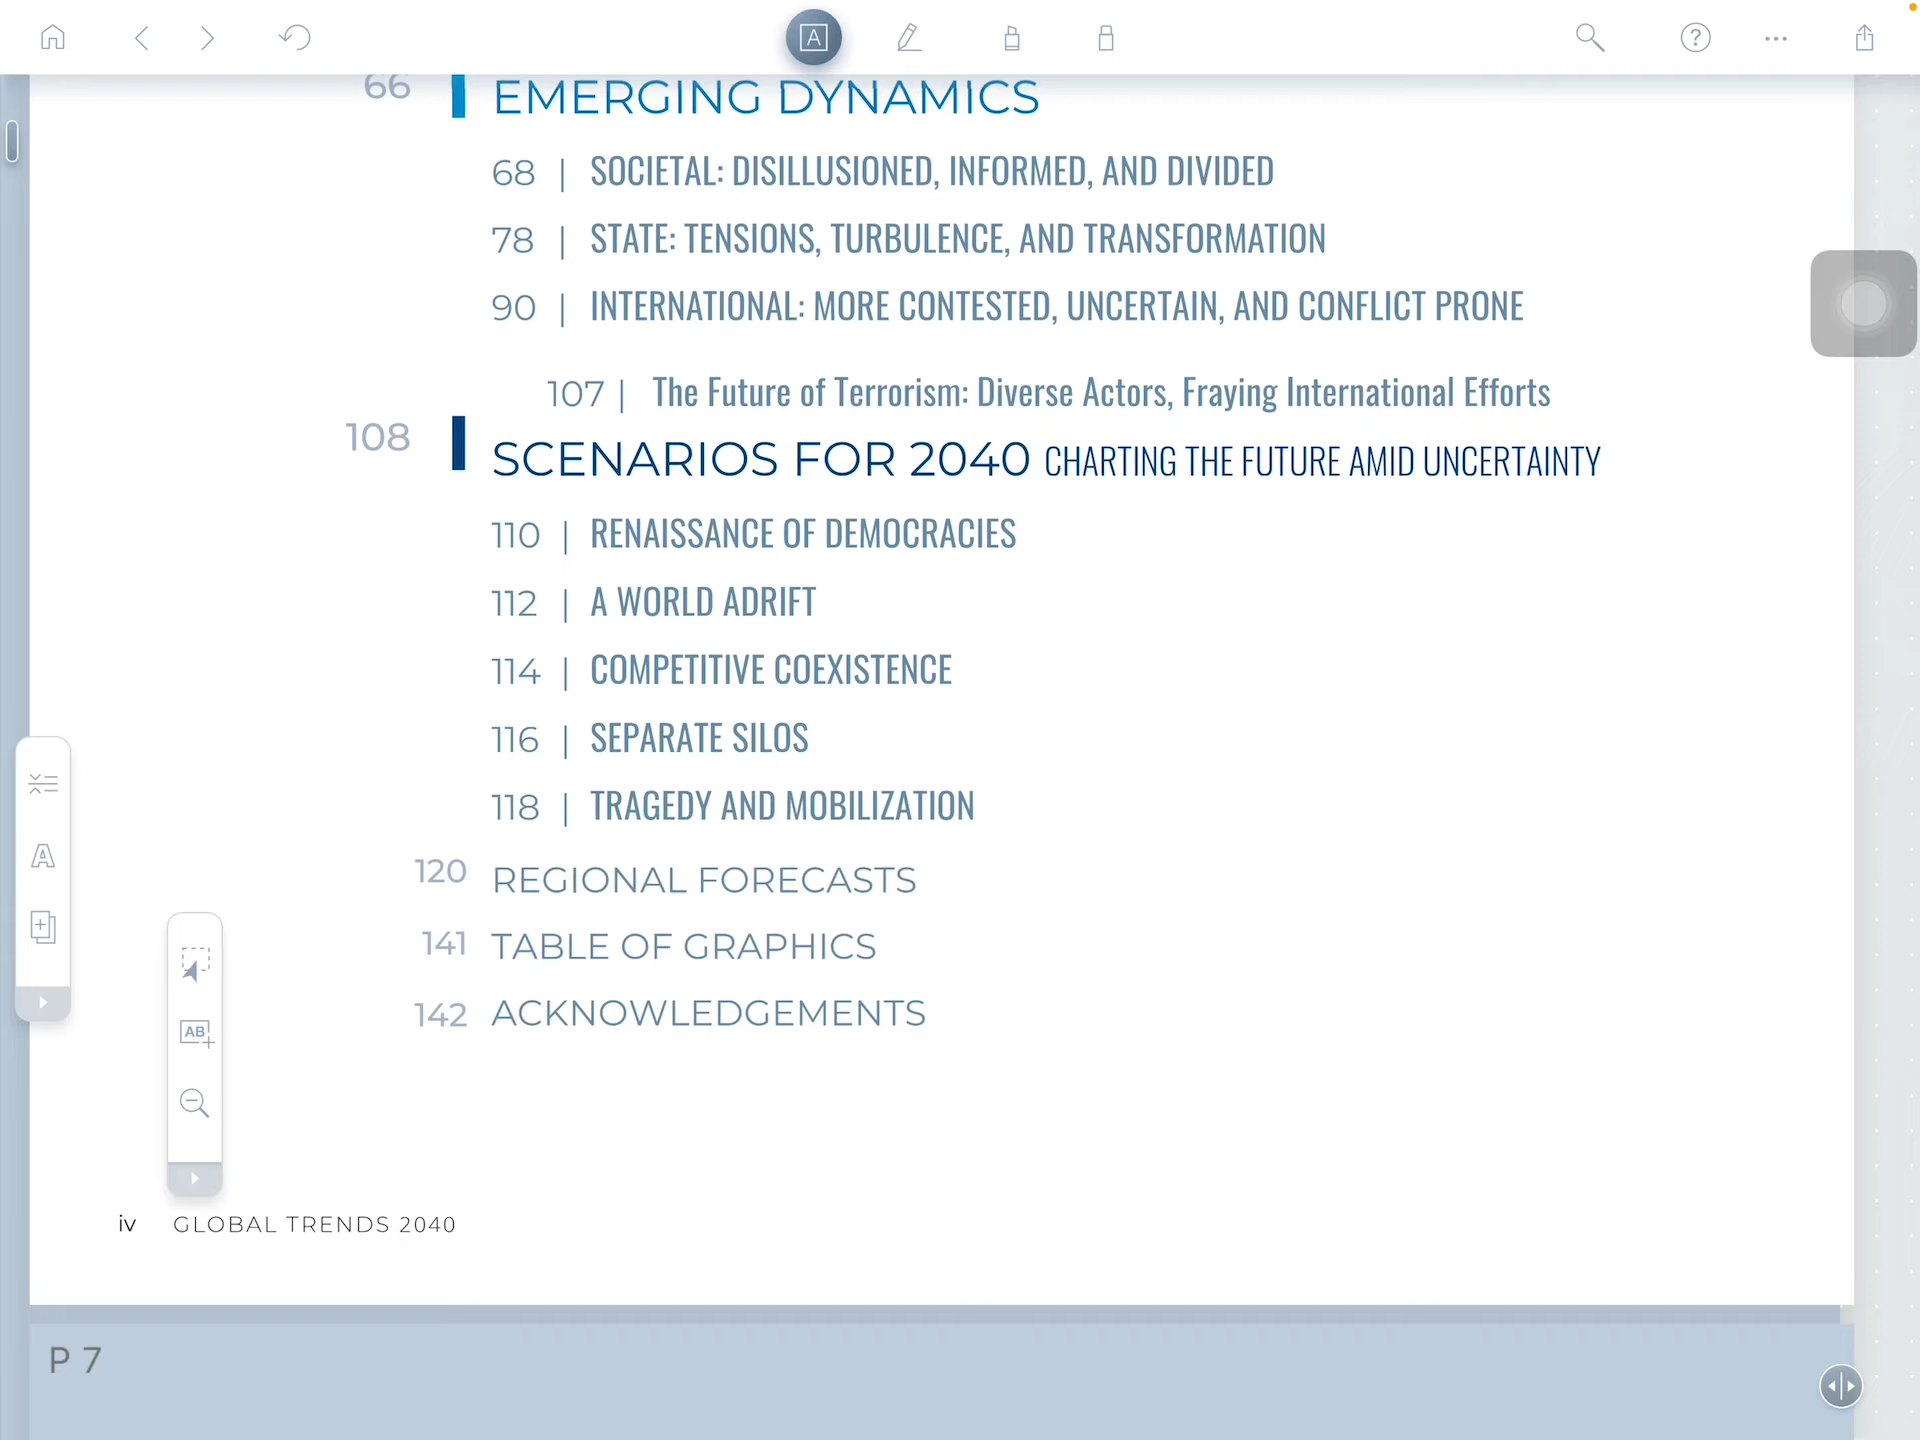 A
?
66 EMERGING DYNAMICS
68 | SOCIETAL: DISILLUSIONED, INFORMED, AND DIVIDED
78 | STATE: TENSIONS, TURBULENCE, AND TRANSFORMATION
90 | INTERNATIONAL: MORE CONTESTED, UNCERTAIN, AND CONFLICT PRONE
107 | The Future of Terrorism: Diverse Actors, Fraying International Efforts
108 SCENARIOS FOR 2040 CHARTING THE FUTURE AMID UNCERTAINTY
110 | RENAISSANCE OF DEMOCRACIES
112 | A WORLD ADRIFT
114 | COMPETITIVE COEXISTENCE
116 | SEPARATE SILOS
118 | TRAGEDY AND MOBILIZATION
A
120 REGIONAL FORECASTS
141 TABLE OF GRAPHICS
142 ACKNOWLEDGEMENTS
AB
iv GLOBAL TRENDS 2040
P 7